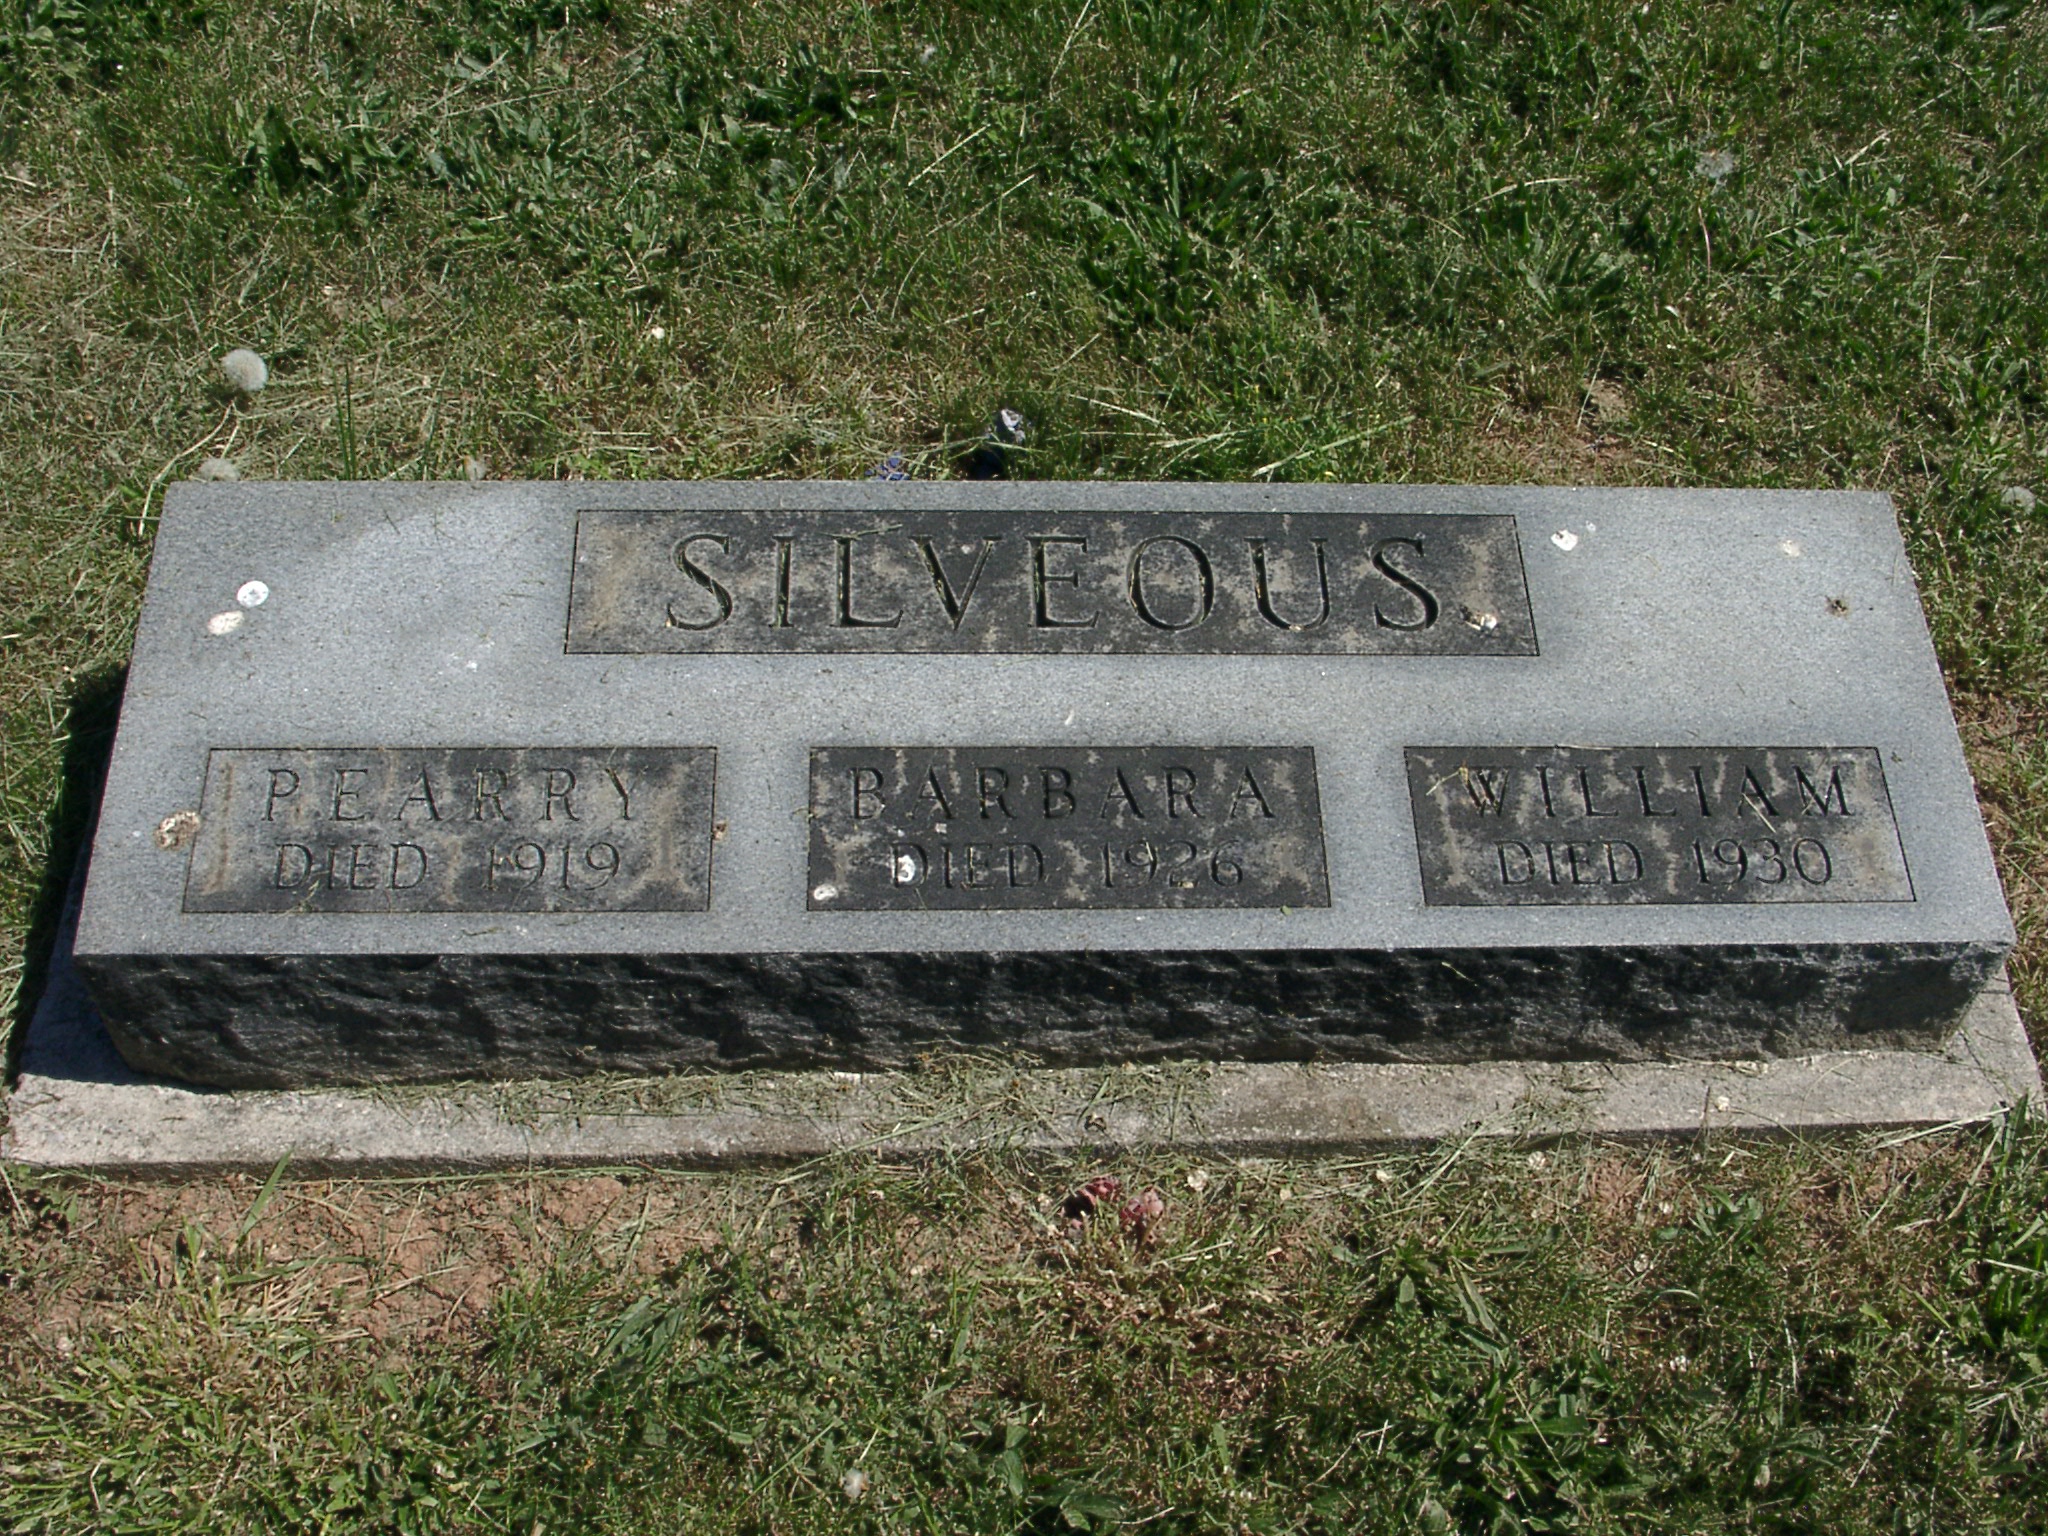 SILVEOUS
PEARRY
DIED 1919
BARBARA
DIED 1926
WILLIAM
DIED 1930